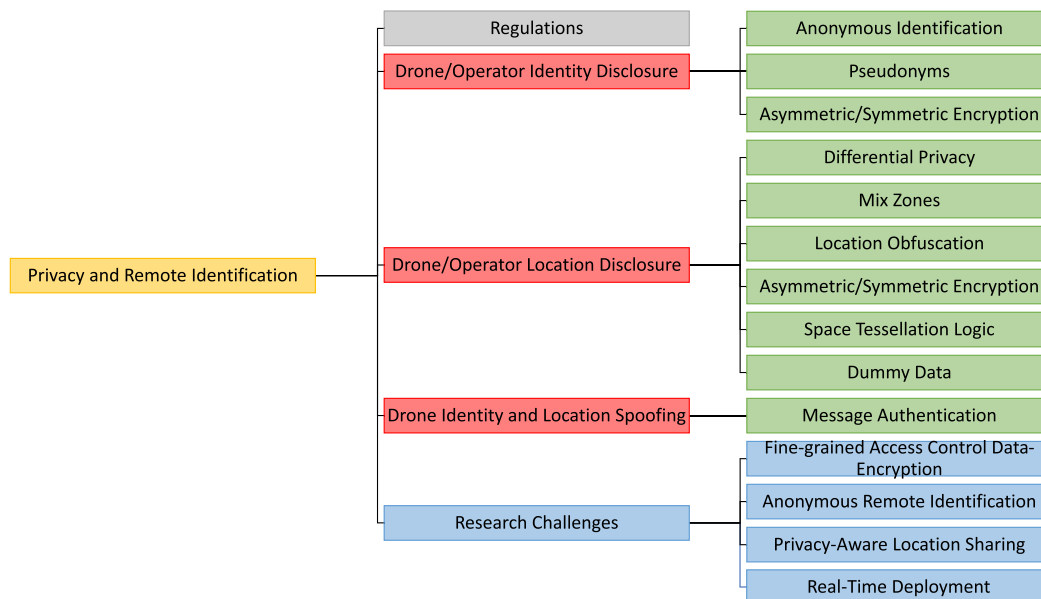 Regulations
Anonymous Identification
Drone/Operator Identity Disclosure
Pseudonyms
Asymmetric/Symmetric Encryption
Differential Privacy
Mix Zones
Location Obfuscation
Privacy and Remote Identification
Drone/Operator Location Disclosure
Asymmetric/Symmetric Encryption
Space Tessellation Logic
Dummy Data
Drone Identity and Location Spoofing
Message Authentication
Fine-grained Access Control Data-
Encryption
Anonymous Remote Identification
Research Challenges
Privacy-Aware Location Sharing
Real-Time Deployment